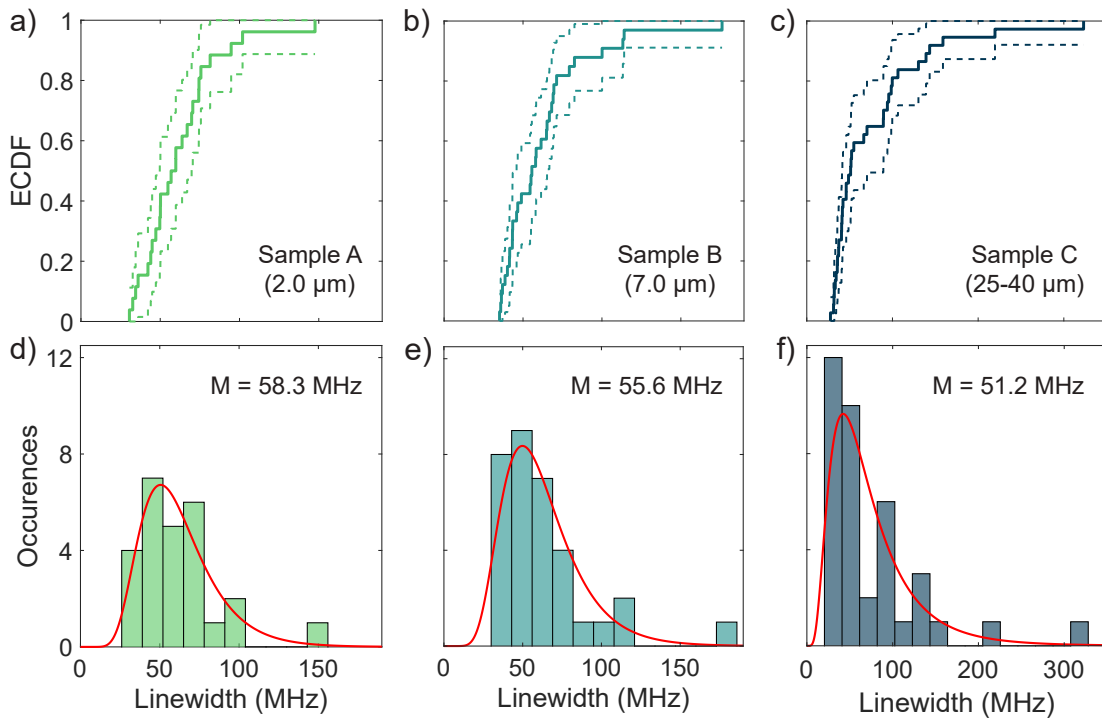 a)
b)
c)
ECDF
1
0.8
0.6
0.4
0.2
0
Sample A
(2.0 µm)
Sample B
(7.0 µm)
Sample C
(25-40 µm)
d)
e)
f)
Occurences
12
8
4
0
M = 58.3 MHz
M = 55.6 MHz
M = 51.2 MHz
0 50 100 150
0 50 100 150
0 100 200 300
Linewidth (MHz)
Linewidth (MHz)
Linewidth (MHz)